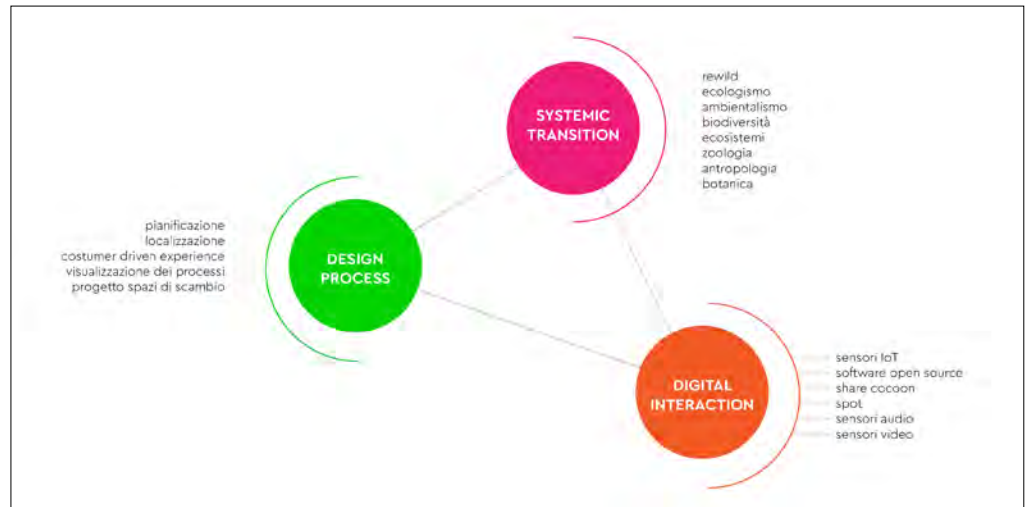 SYSTEMIC
TRANSITION
rewild
ecologismo
ambientalismo
biodiversità
ecosistemi
zoologia
antropologia
botanica
planificazione
localizzazione
costumer driven experience
visualizzazione dei processi
progetto spazi di scambio
DESIGN
PROCESS
DIGITAL
INTERACTION
sensori IoT
software open source
share cocoon
spot
sensori audio
sensori video